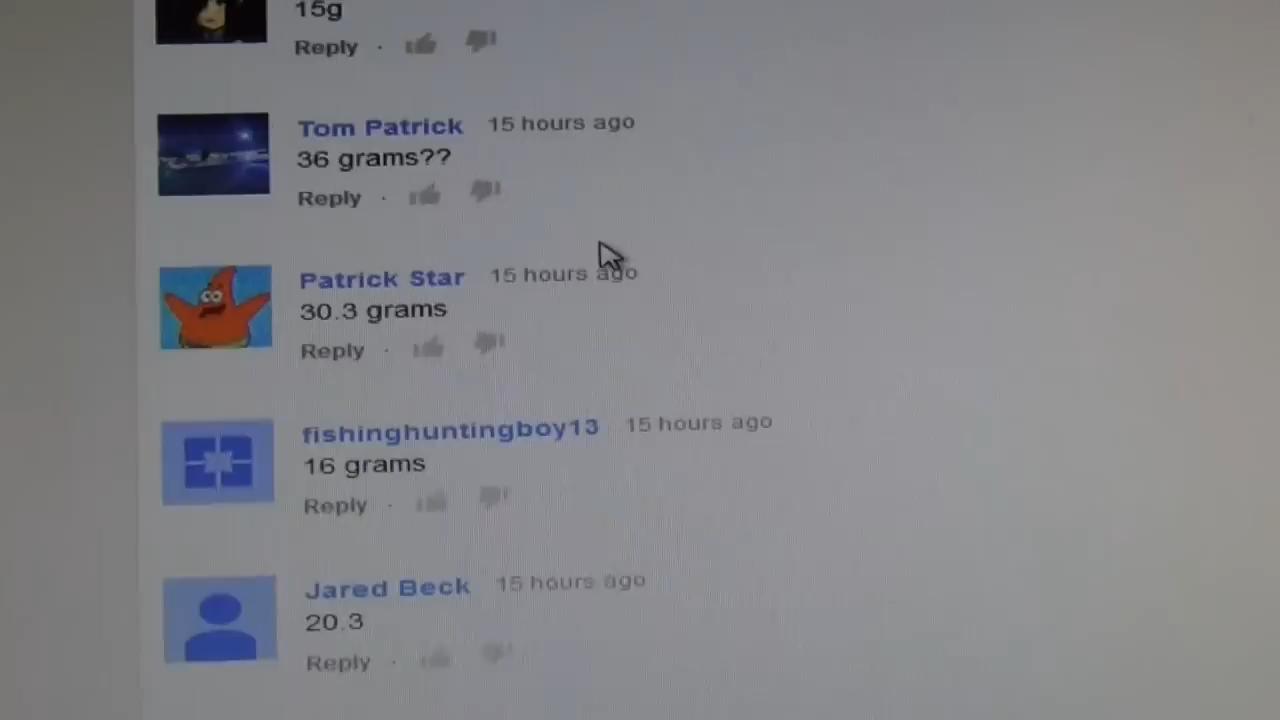 15g
Reply ·
Tom Patrick 15 hours ago
36 grams??
Reply ·
Patrick Star 15 hours ago
30.3 grams
Reply ·
fishinghuntingboy13 15 hours ago
16 grams
Reply ·
Jared Beck 15 hours ago
20.3
Reply ·